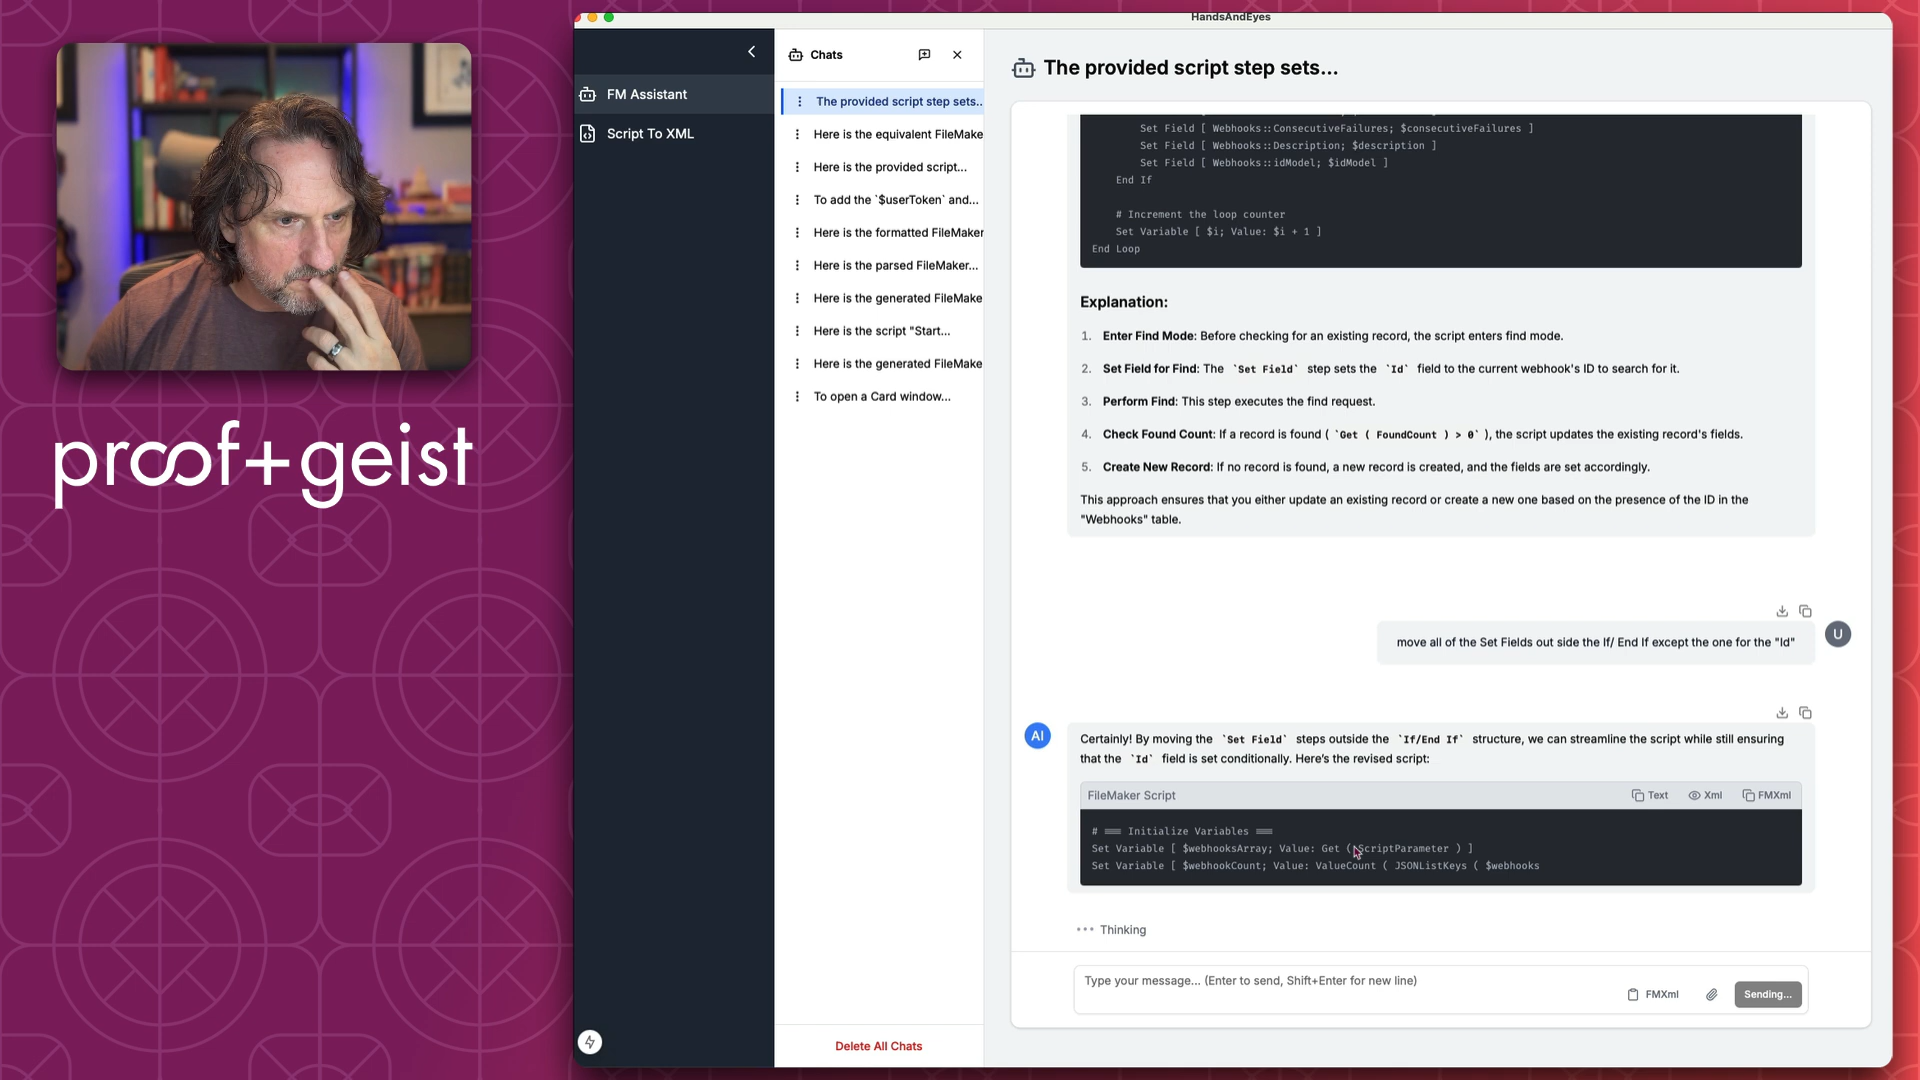 HandsAndEyes
FM Assistant
Script To XML
Chats
The provided script step sets...
Here is the equivalent FileMake
Here is the provided script...
To add the `$userToken` and...
Here is the formatted FileMaker
Here is the parsed FileMaker...
Here is the generated FileMake
Here is the script "Start...
Here is the generated FileMake
To open a Card window...
Delete All Chats
The provided script step sets...
Set Field [ Webhooks::ConsecutiveFailures; $consecutiveFailures ]
Set Field [ Webhooks::Description; $description ]
Set Field [ Webhooks::idModel; $idModel ]
End If
# Increment the loop counter
Set Variable [ $i; Value: $i + 1 ]
End Loop
Explanation:
1. Enter Find Mode: Before checking for an existing record, the script enters find mode.
2. Set Field for Find: The `Set Field` step sets the `Id` field to the current webhook's ID to search for it.
3. Perform Find: This step executes the find request.
4. Check Found Count: If a record is found ( `Get ( FoundCount ) > 0` ), the script updates the existing record's fields.
5. Create New Record: If no record is found, a new record is created, and the fields are set accordingly.
This approach ensures that you either update an existing record or create a new one based on the presence of the ID in the
"Webhooks" table.
move all of the Set Fields out side the If/ End If except the one for the "Id"
U
AI
Certainly! By moving the `Set Field` steps outside the `If/End If` structure, we can streamline the script while still ensuring
that the `Id` field is set conditionally. Here's the revised script:
FileMaker Script
Text
Xml
FMXml
# === Initialize Variables ===
Set Variable [ $webhooksArray; Value: Get ( ScriptParameter ) ]
Set Variable [ $webhookCount; Value: ValueCount ( JSONListKeys ( $webhooks
Thinking
Type your message... (Enter to send, Shift+Enter for new line)
FMXml
Sending...
proof+geist